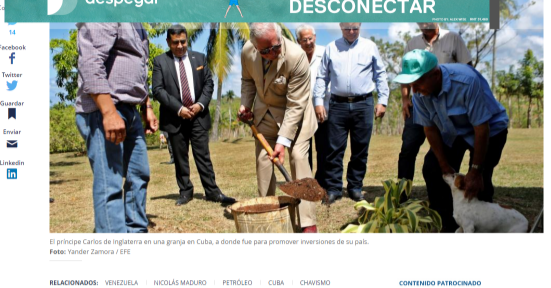 despegar
DESCONECTAR
14
Facebook
Twitter
Guardar
Enviar
Linkedin
El príncipe Carlos de Inglaterra en una granja en Cuba, a donde fue para promover inversiones de su país.
Foto: Yander Zamora / EFE
RELACIONADOS: VENEZUELA NICOLÁS MADURO PETRÓLEO CUBA CHAVISMO
CONTENIDO PATROCINADO